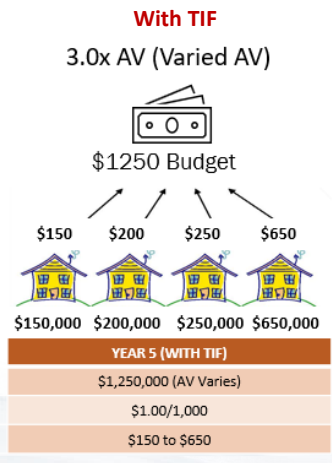 With TIF
3.0x AV (Varied AV)
$1250 Budget
$150 $200 $250 $650
$150,000 $200,000 $250,000 $650,000
YEAR 5 (WITH TIF)
$1,250,000 (AV Varies)
$1.00/1,000
$150 to $650